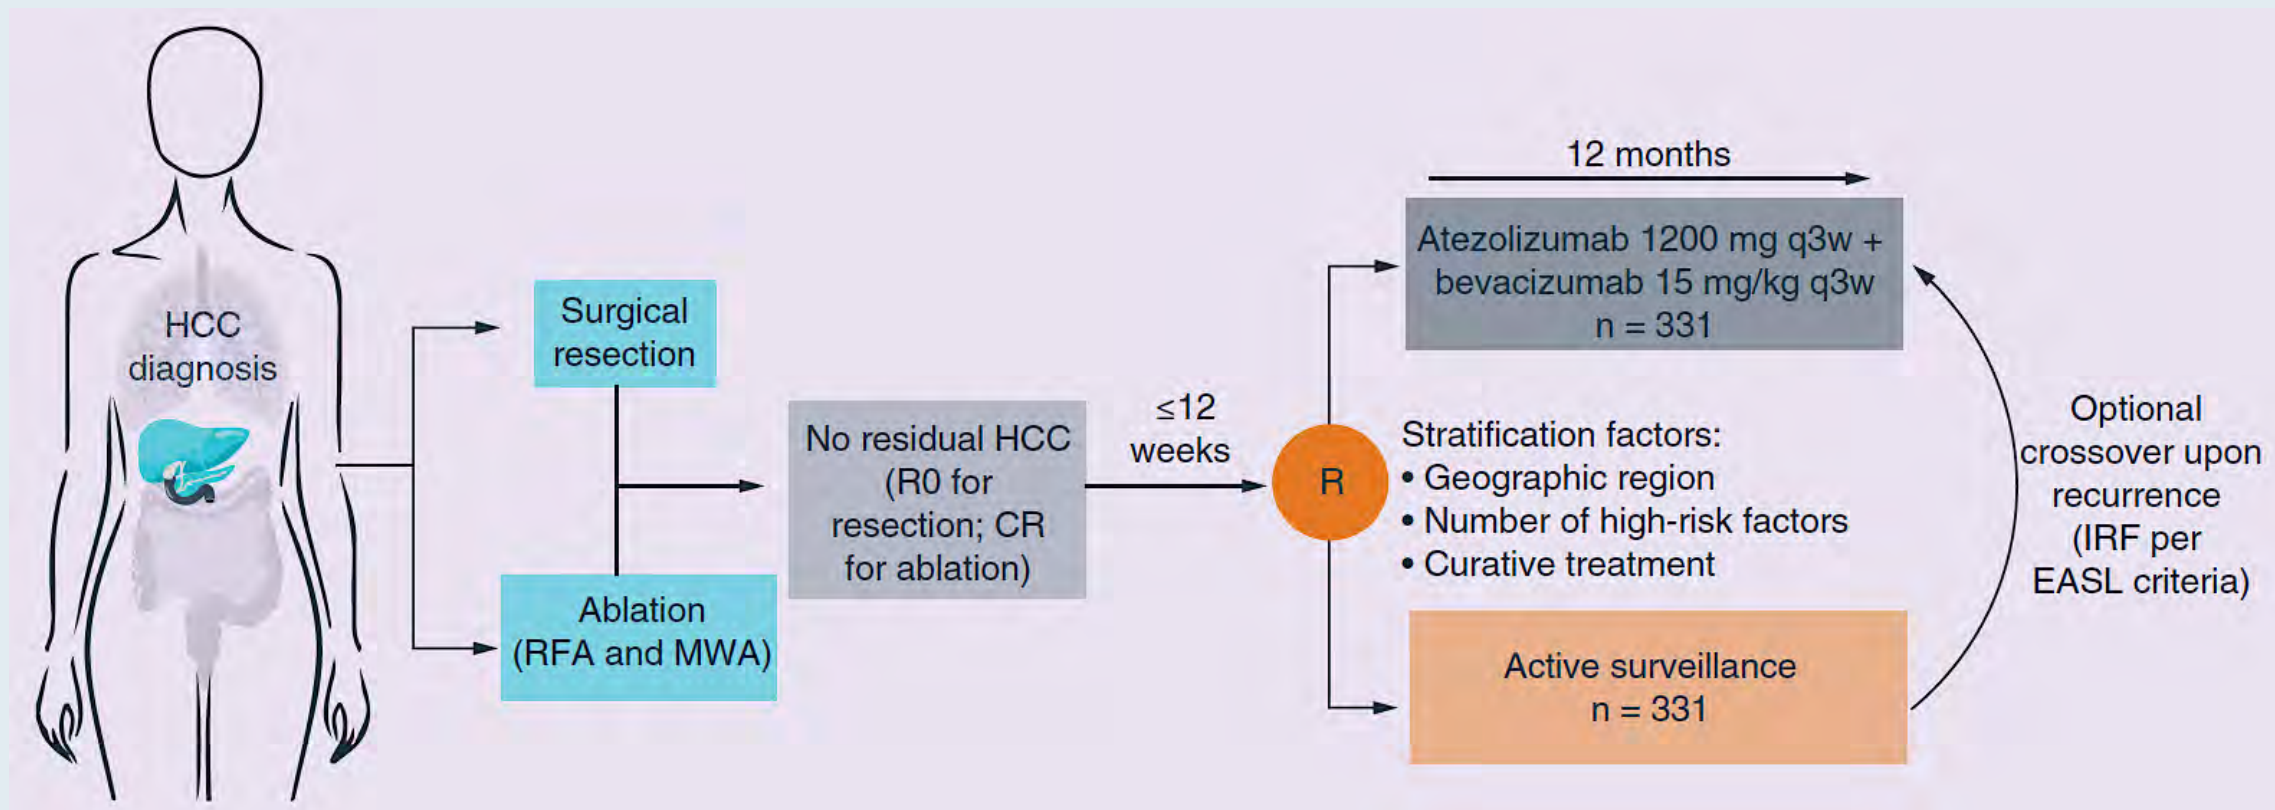 HCC
diagnosis
Surgical
resection
Ablation
(RFA and MWA)
No residual HCC
(R0 for
resection; CR
for ablation)
≤12
weeks
R
12 months
Atezolizumab 1200 mg q3w +
bevacizumab 15 mg/kg q3w
n = 331
Stratification factors:
• Geographic region
• Number of high-risk factors
• Curative treatment
Active surveillance
n = 331
Optional
crossover upon
recurrence
(IRF per
EASL criteria)